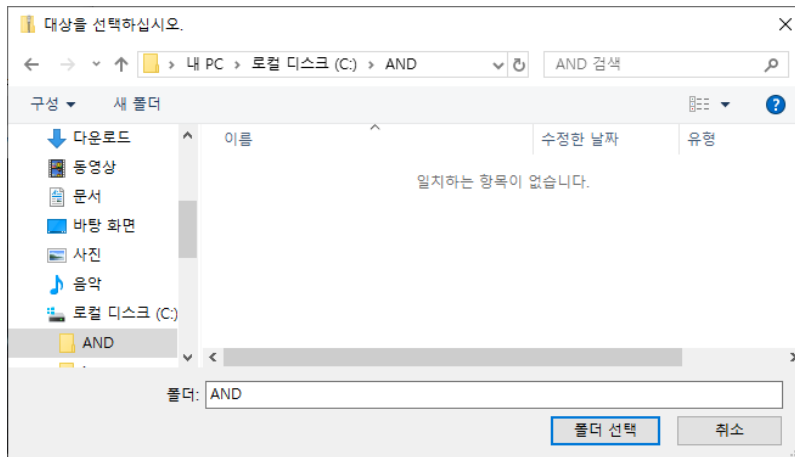 대상을 선택하십시오.
내 PC > 로컬 디스크 (C:) > AND
AND 검색
구성
새 폴더
다운로드
동영상
문서
바탕 화면
사진
음악
로컬 디스크 (C:)
AND
이름
수정한 날짜
유형
일치하는 항목이 없습니다.
폴더: AND
폴더 선택
취소